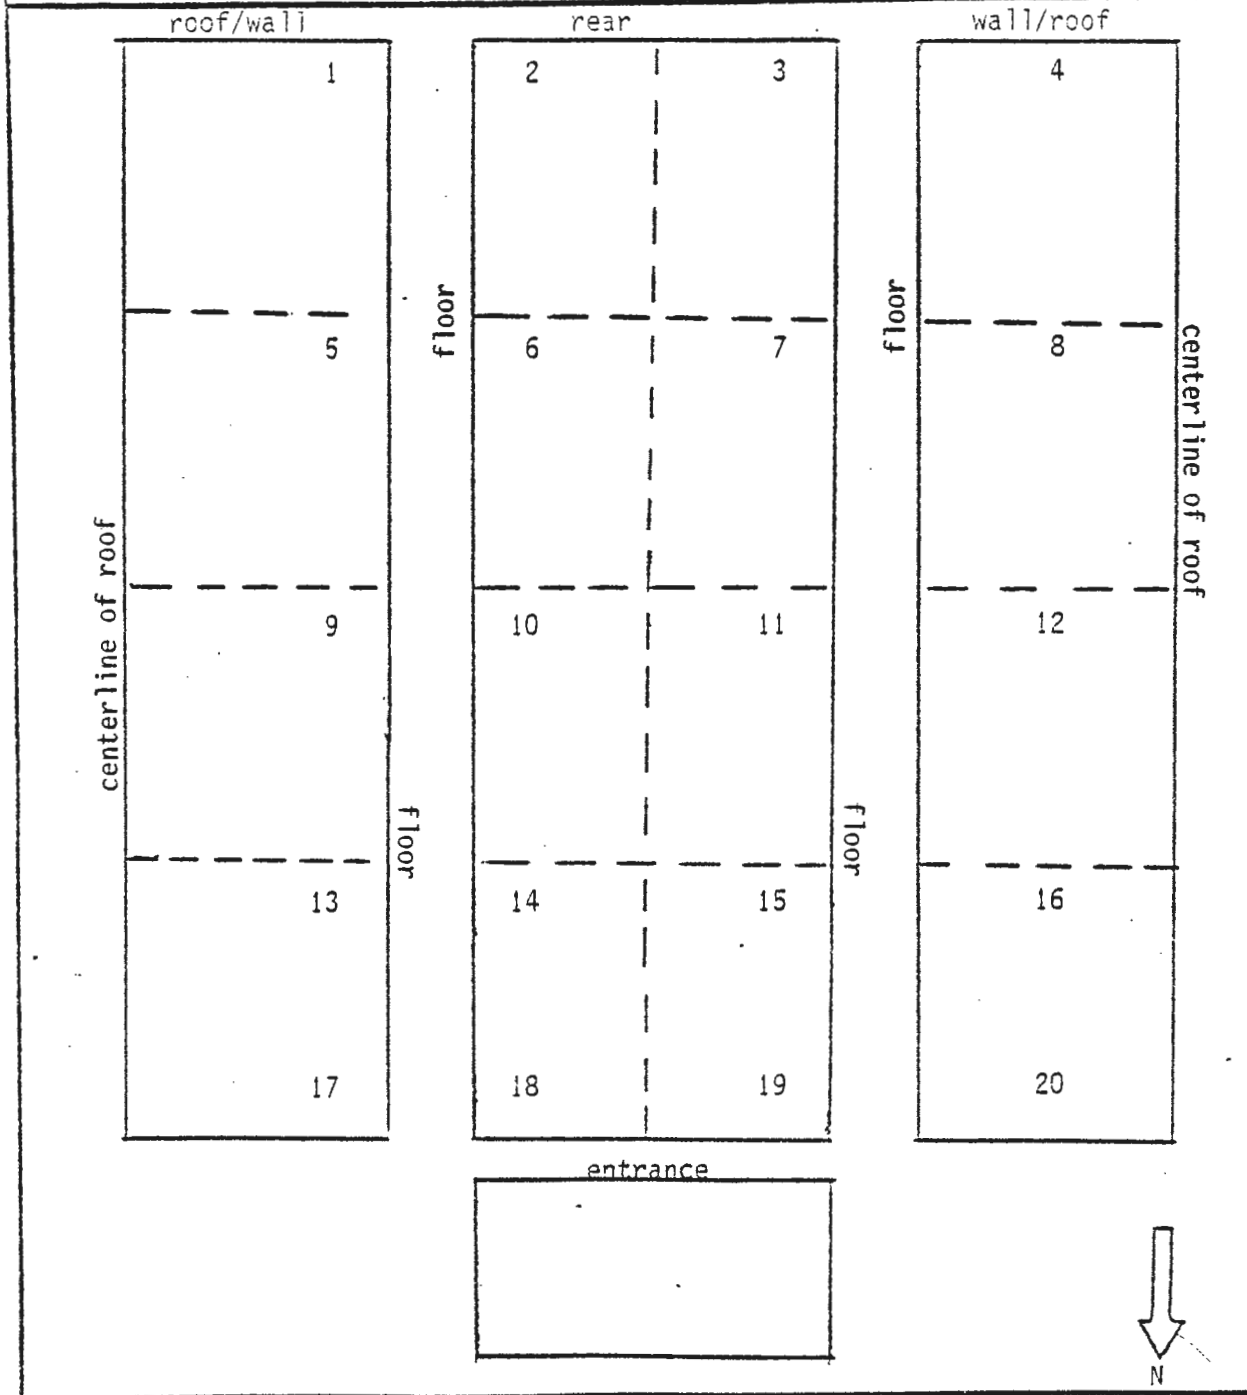 roof/wall rear wall/roof
1 2 3 4
floor floor
5 6 7 8
centerline of roof
centerline of roof
9 10 11 12
floor floor
13 14 15 16
17 18 19 20
entrance
N